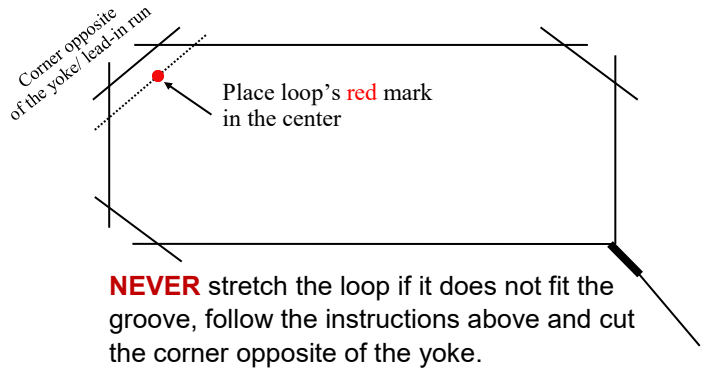 Corner opposite
of the yoke/ lead-in run
Place loop's red mark
in the center
NEVER stretch the loop if it does not fit the
groove, follow the instructions above and cut
the corner opposite of the yoke.